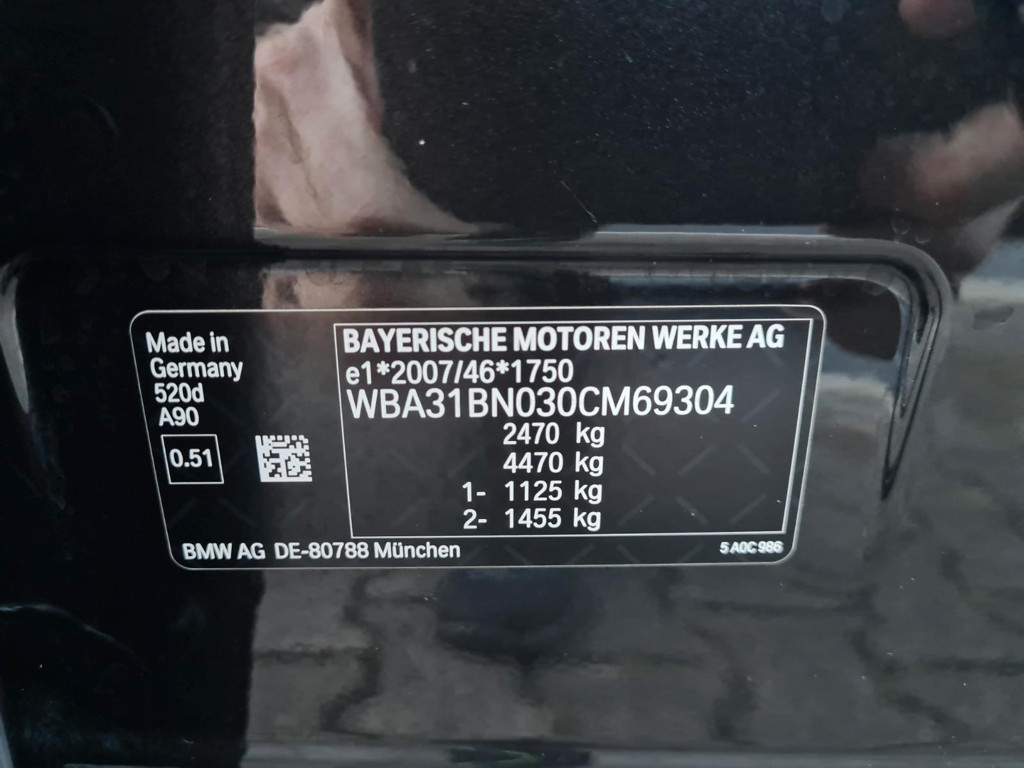 Made in
Germany
520d
A90
0.51
BAYERISCHE MOTOREN WERKE AG
e1*2007/46*1750
WBA31BN030CM69304
2470 kg
4470 kg
1- 1125 kg
2- 1455 kg
BMW AG DE-80788 München
5A0C986